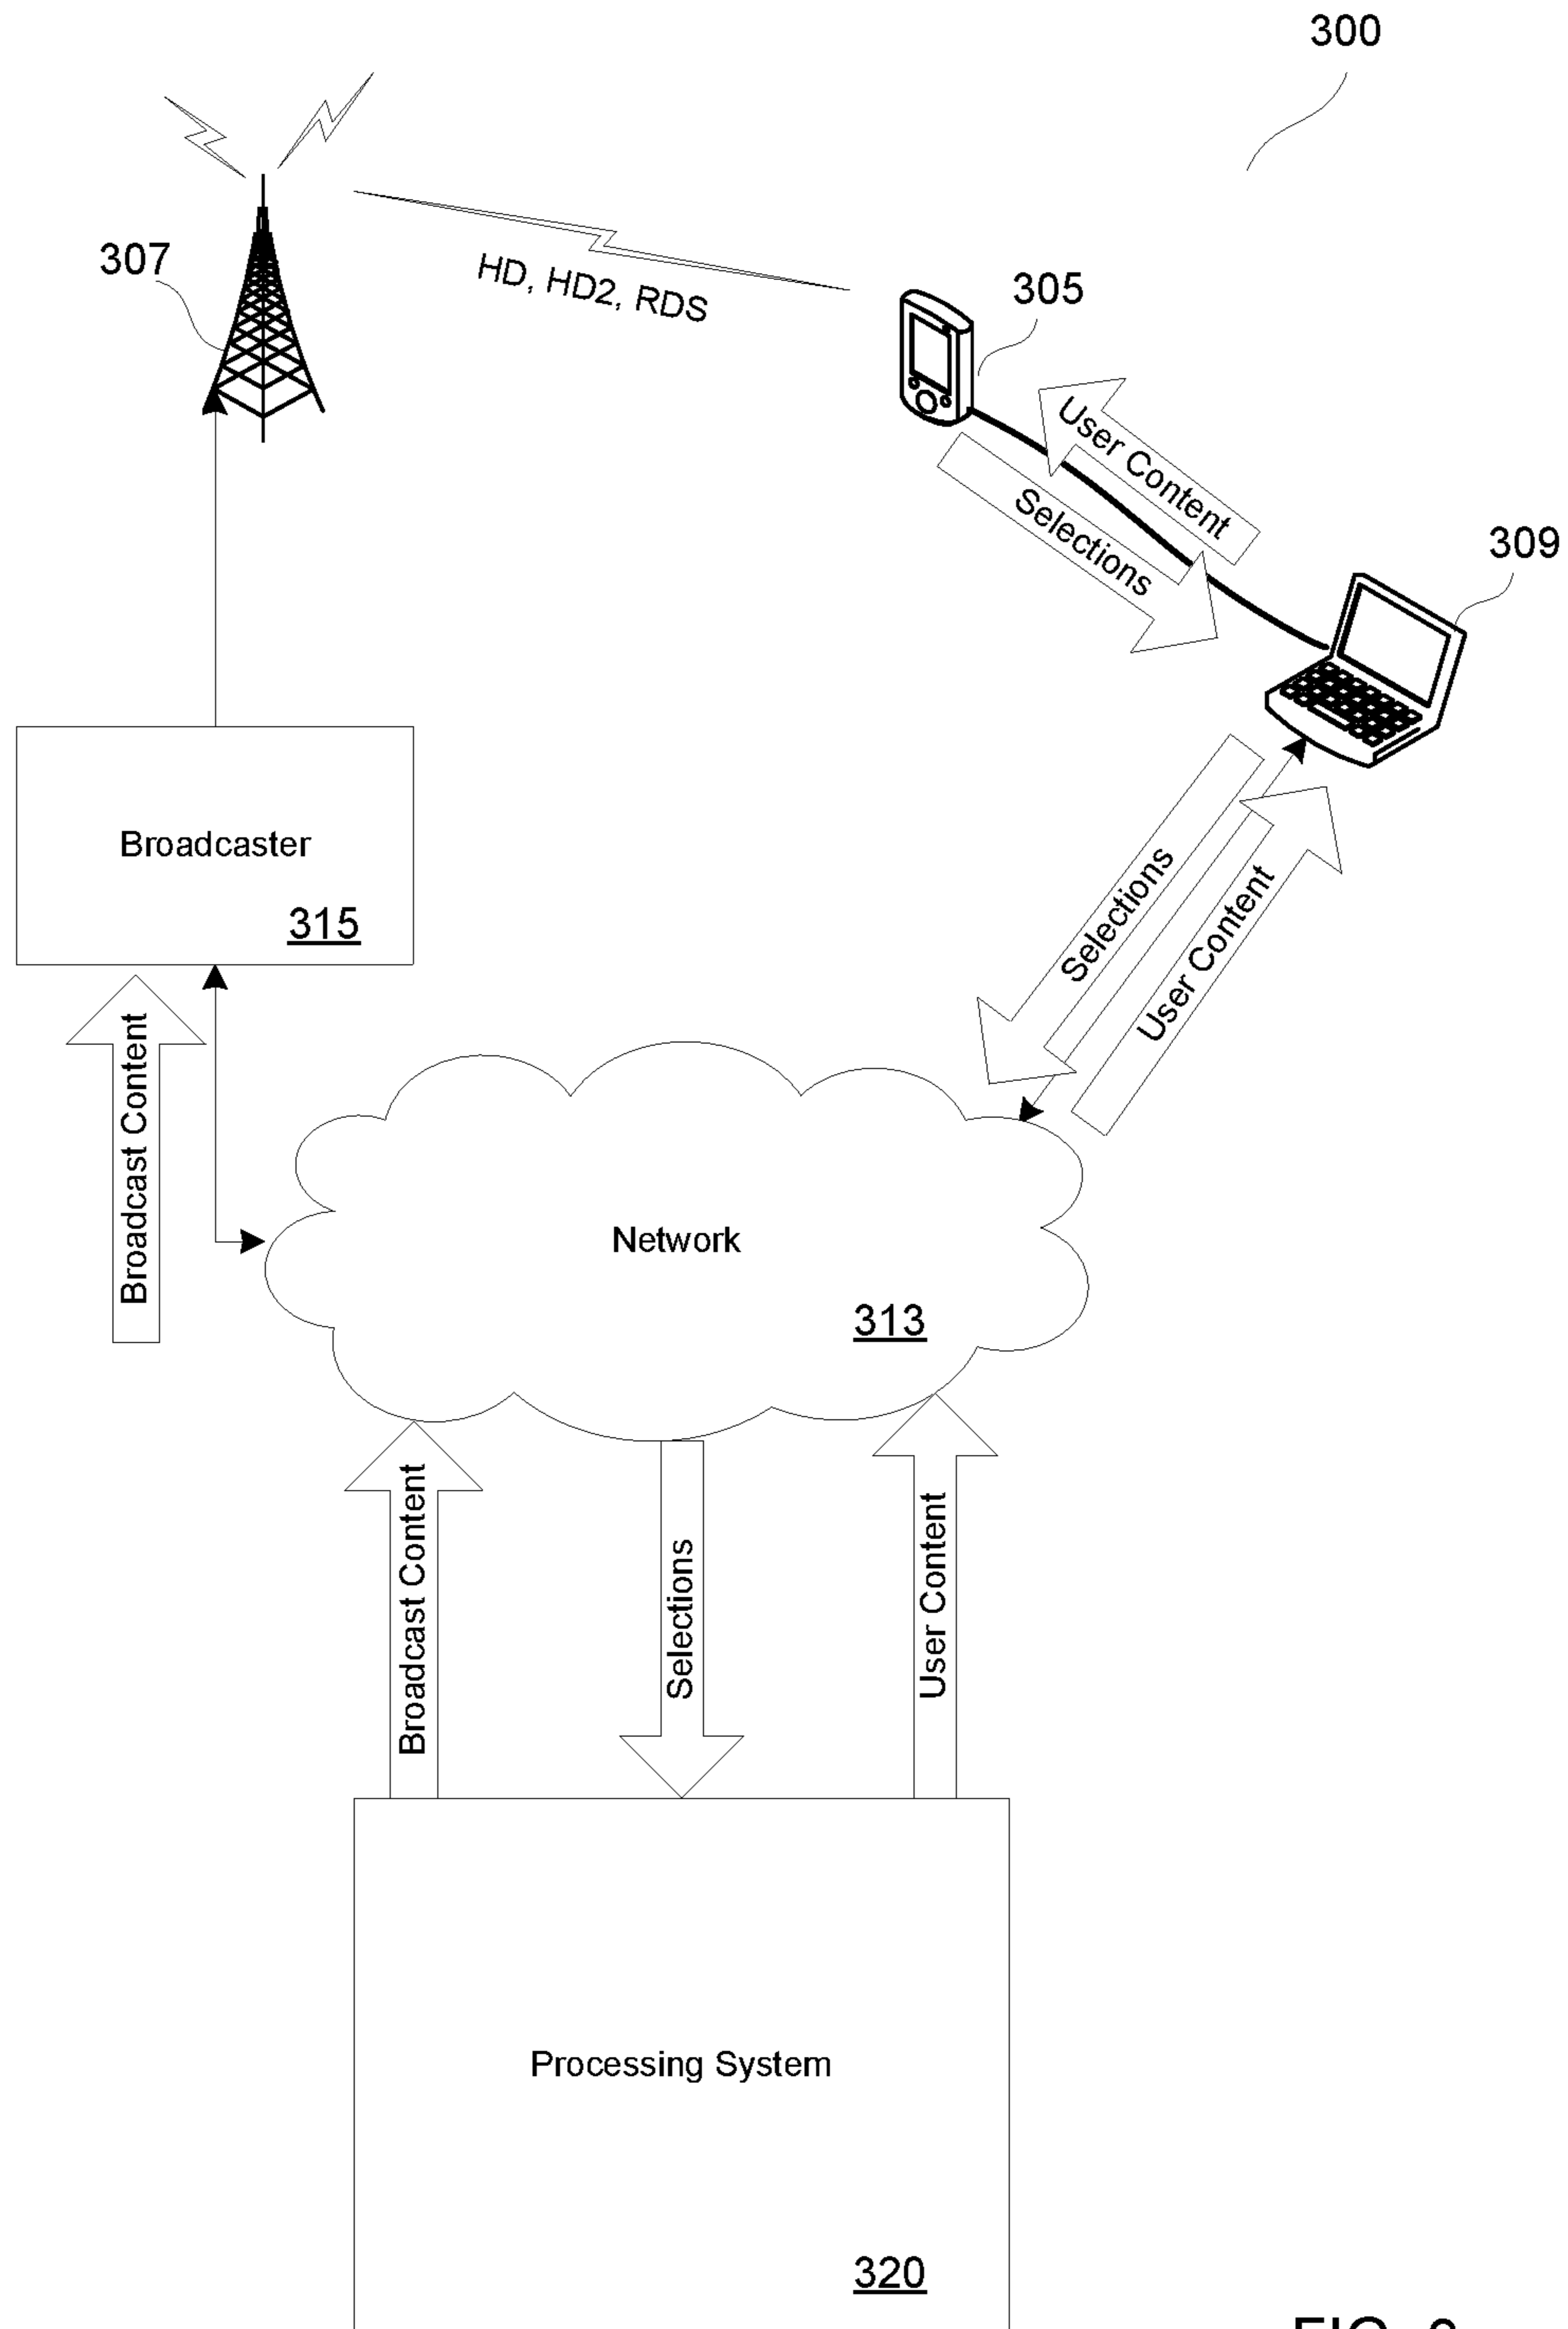 300
307
HD, HD2, RDS
305
User Content
Selections
309
Broadcaster
315
Selections
User Content
Broadcast Content
Network
313
Broadcast Content
Selections
User Content
Processing System
320
FIG.